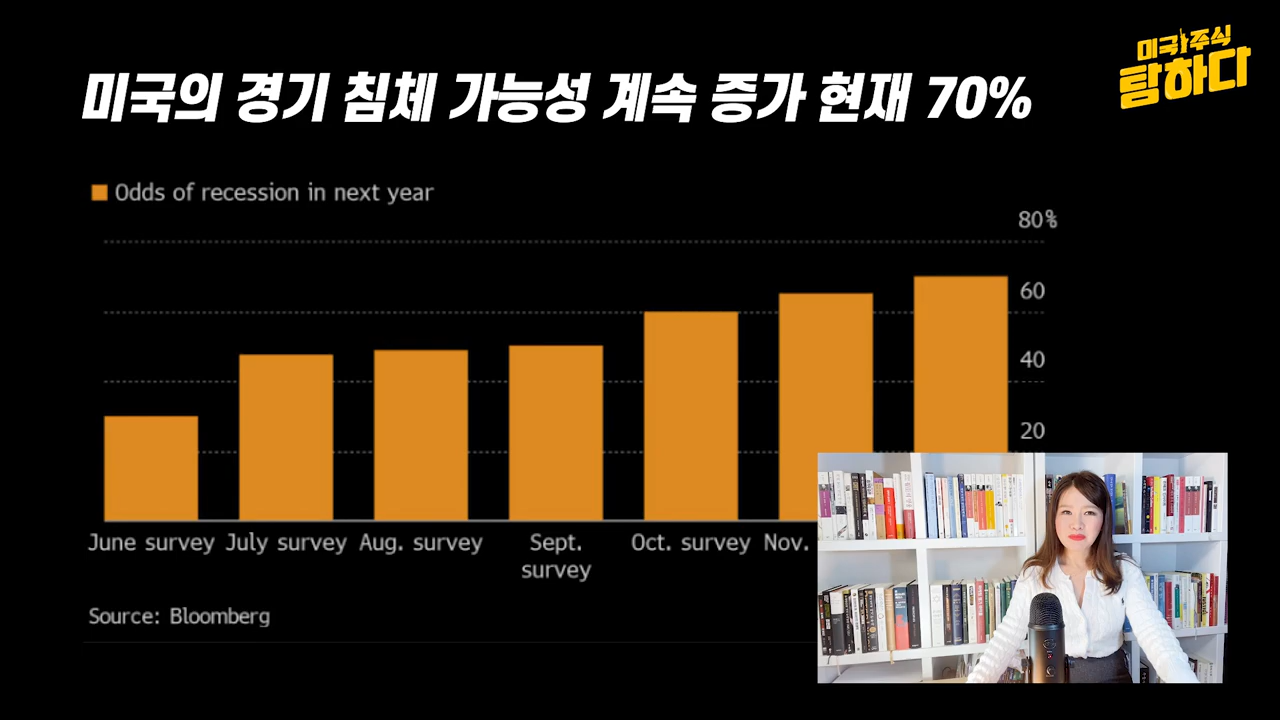 미국주식
탐하다
미국의 경기 침체 가능성 계속 증가 현재 70%
Odds of recession in next year
80%
60
40
20
June survey
July survey
Aug. survey
Sept.
survey
Oct. survey
Nov.
Source: Bloomberg